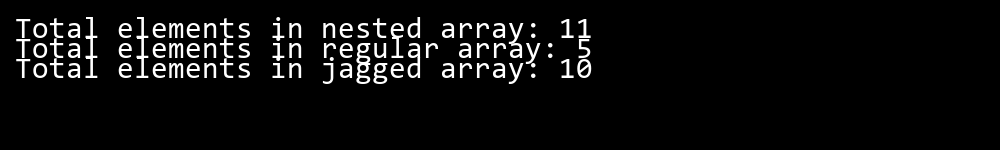 Total elements in nested array: 11
Total elements in regular array: 5
Total elements in jagged array: 10